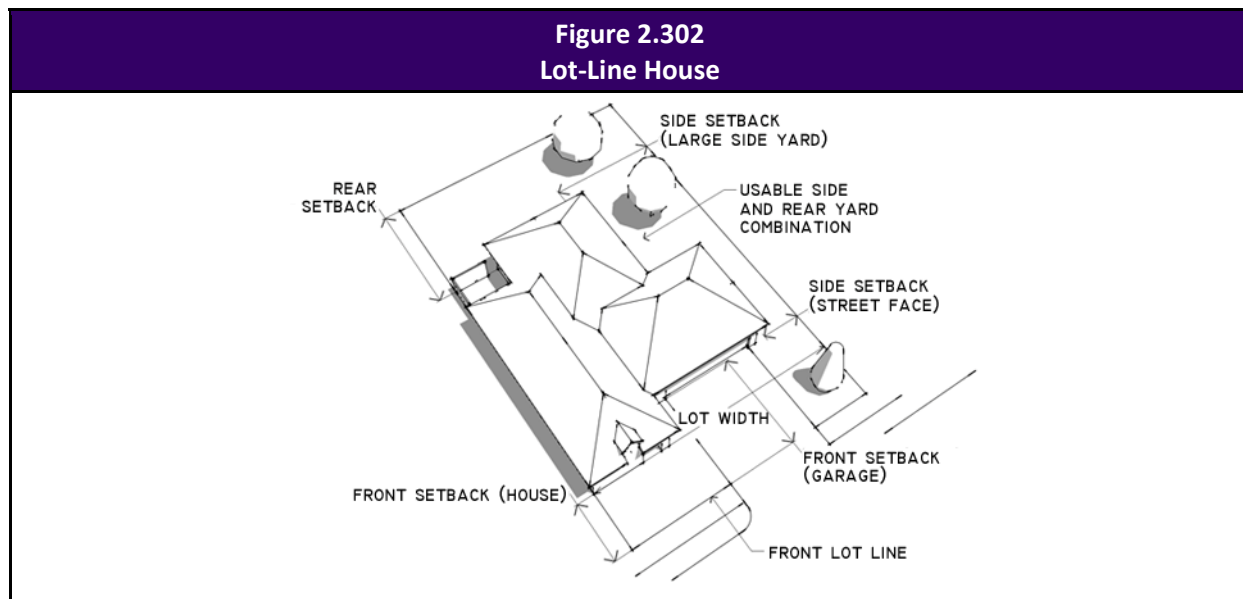 Figure 2.302
Lot-Line House
SIDE SETBACK
(LARGE SIDE YARD)
REAR
SETBACK
USABLE SIDE
AND REAR YARD
COMBINATION
SIDE SETBACK
(STREET FACE)
LOT WIDTH
FRONT SETBACK
(GARAGE)
FRONT SETBACK (HOUSE)
FRONT LOT LINE